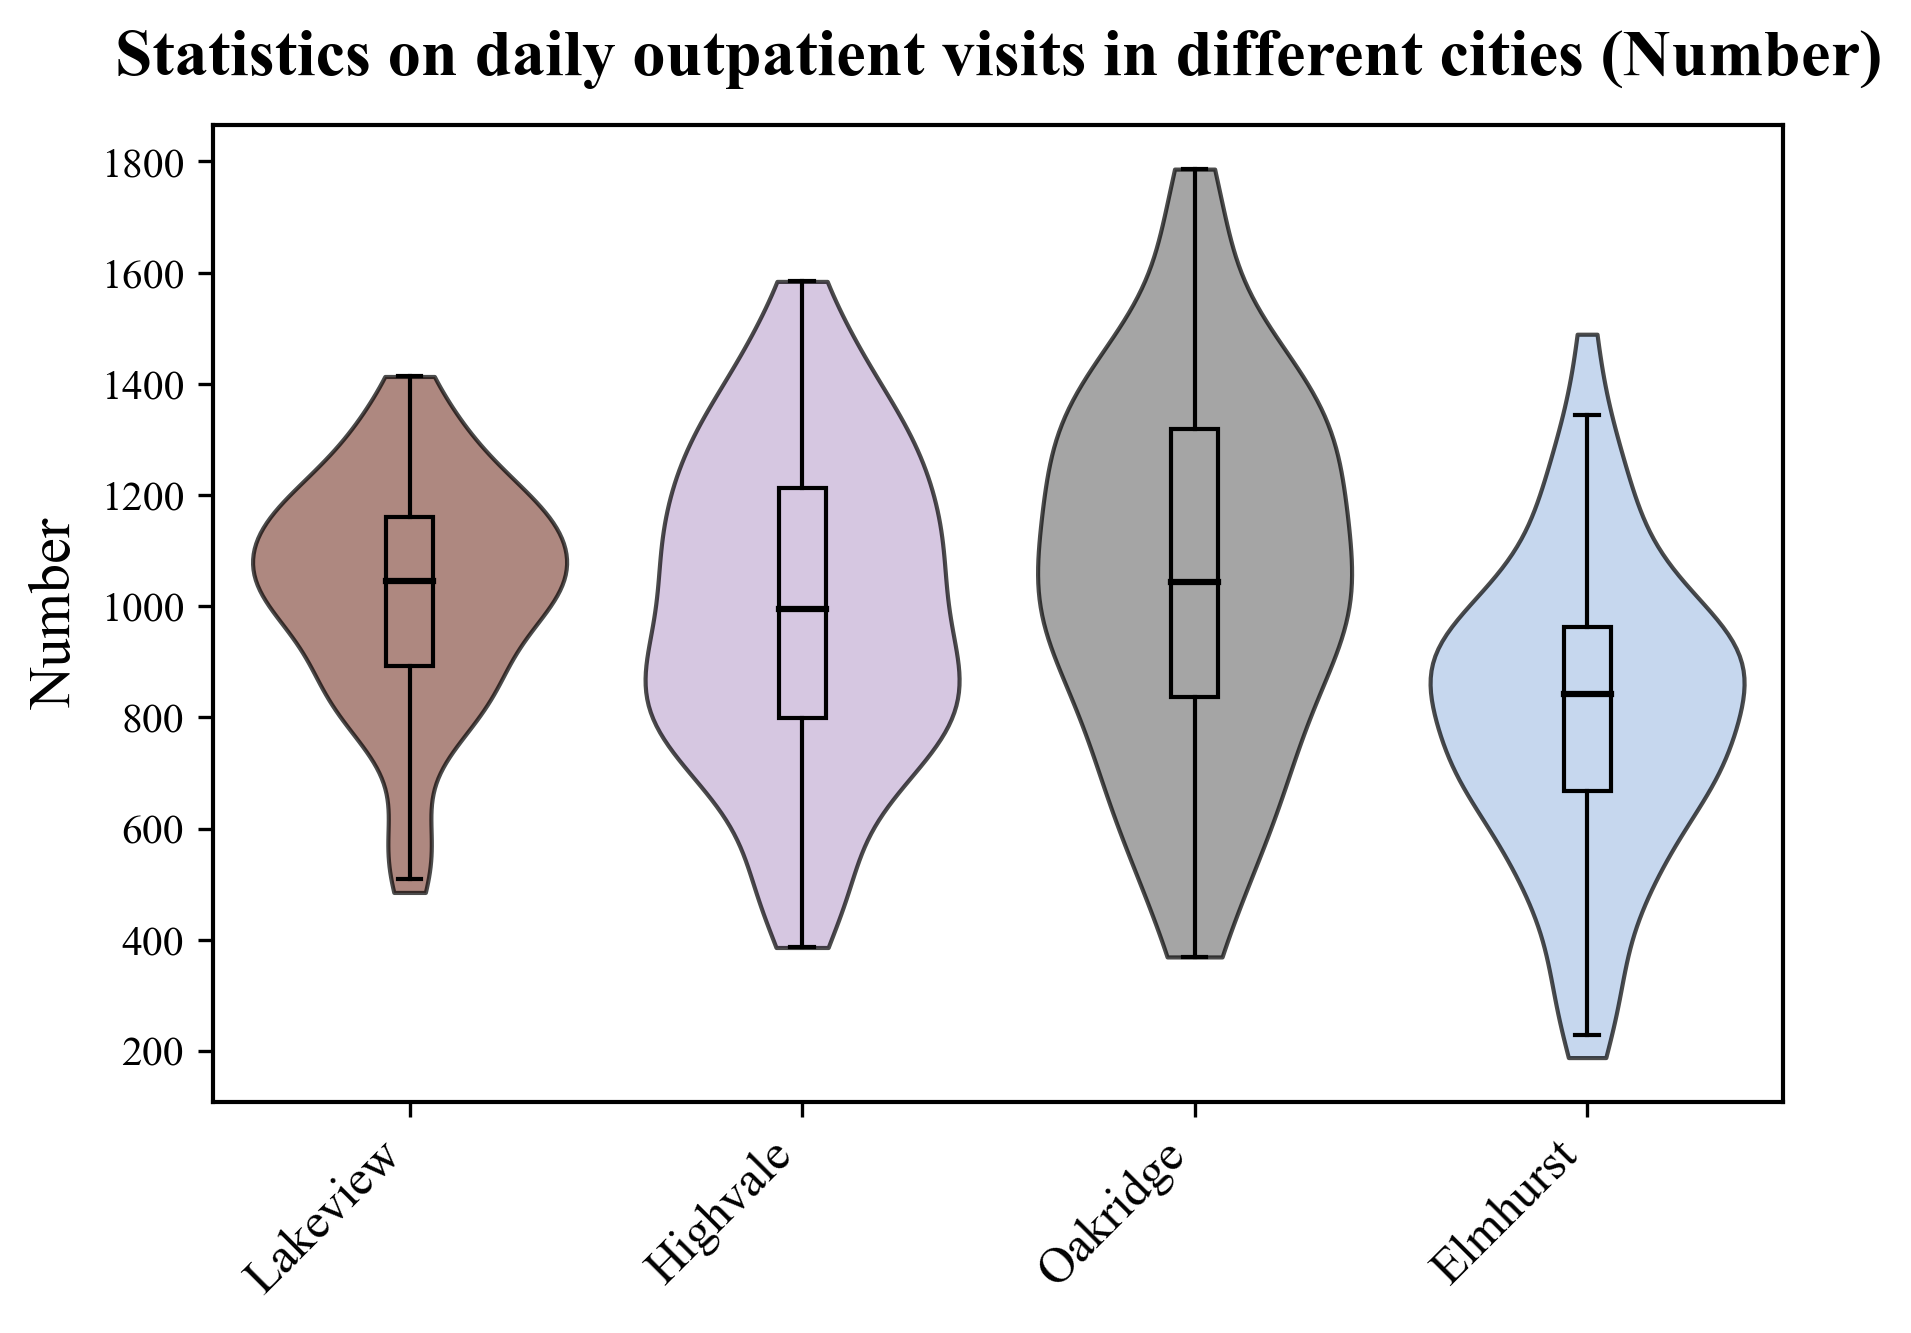 Statistics on daily outpatient visits in different cities (Number)
1800
1600
1400
1200
1000
800
600
400
200
Number
Lakeview
Highvale
Oakridge
Elmhurst